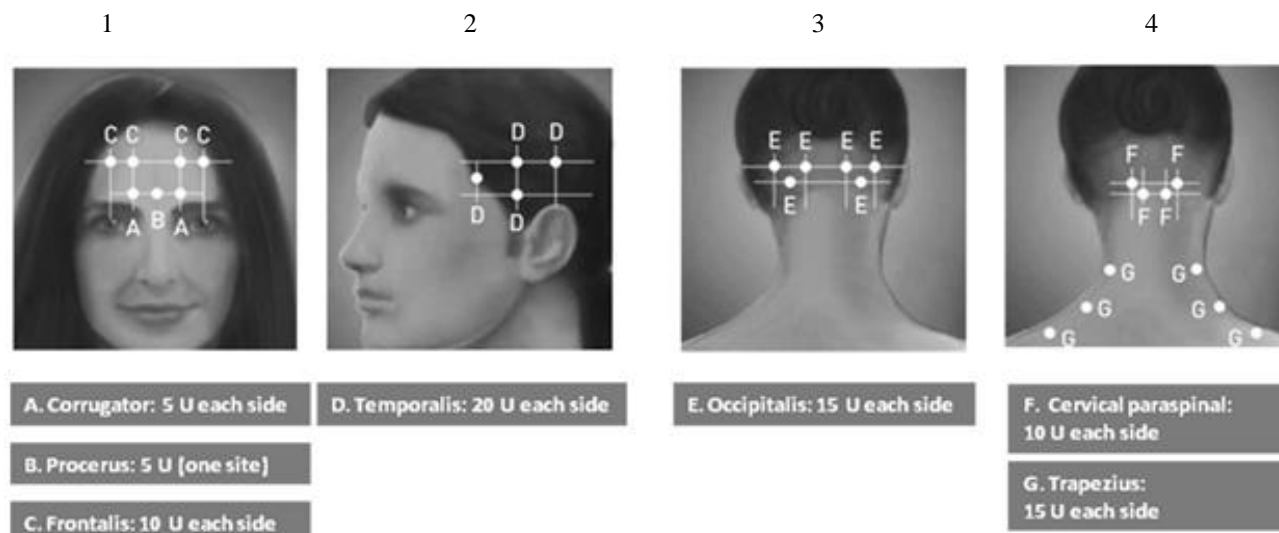 1 2 3 4
C C C C
A B A
D D
D D
E E E E
E E
F F
F F
G G
G G
G G
A. Corrugator: 5 U each side
B. Procerus: 5 U (one site)
C. Frontalis: 10 U each side
D. Temporalis: 20 U each side
E. Occipitalis: 15 U each side
F. Cervical paraspinal:
10 U each side
G. Trapezius:
15 U each side